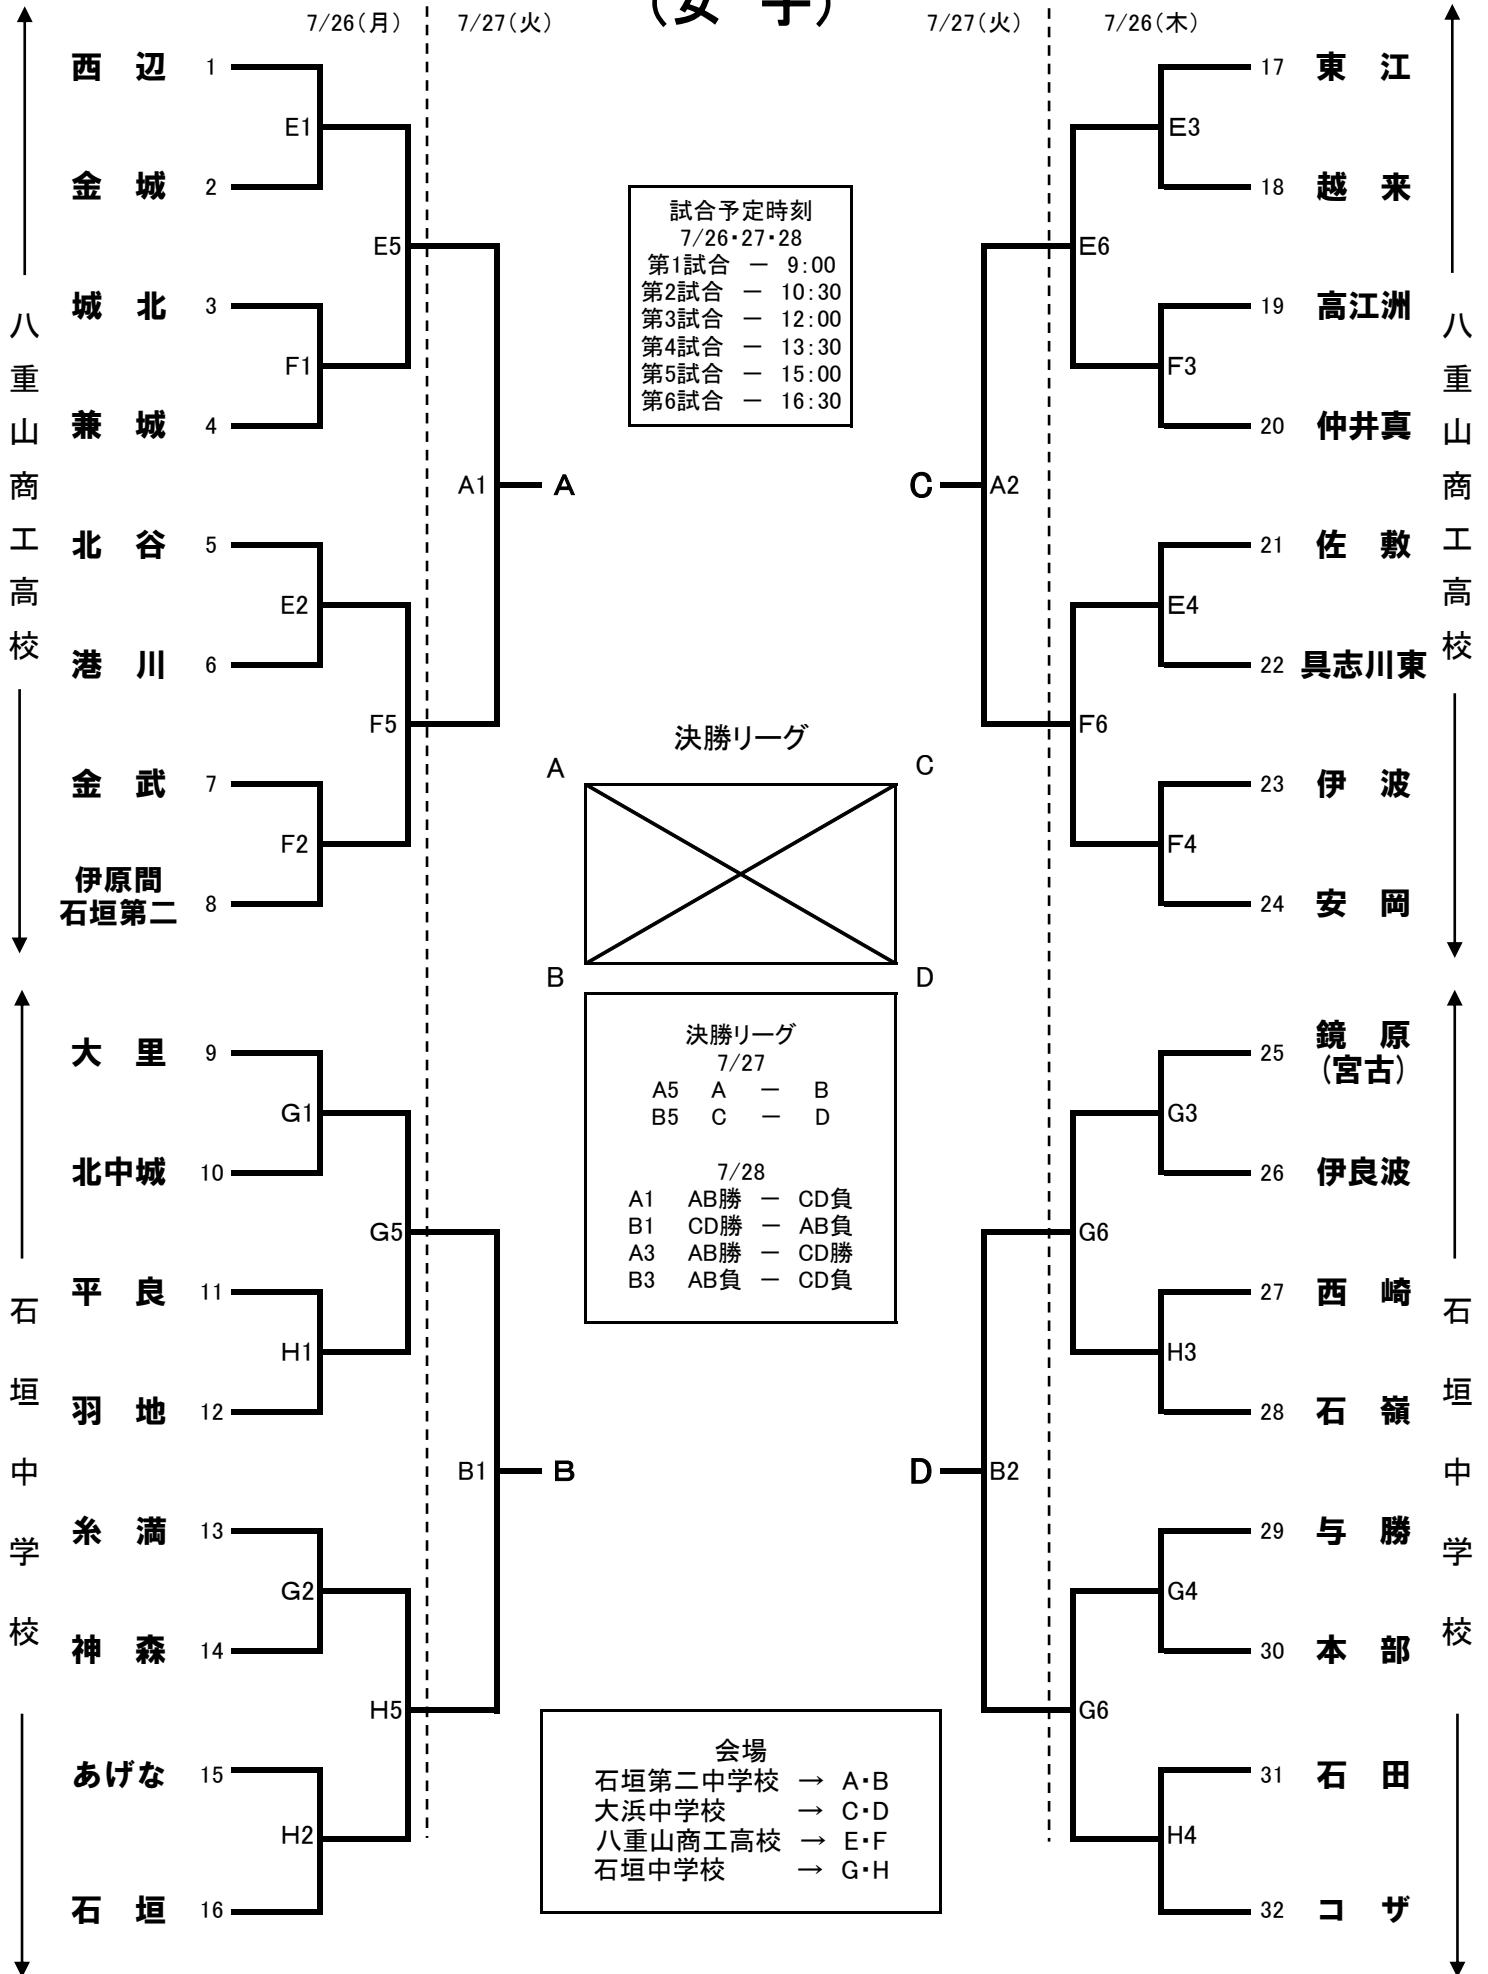 （女　子）
7/26（月）
7/27（火）
7/27（火）
7/26（木）
八重山商工高校
西　辺 1
E1
金　城 2
E5
城　北 3
F1
兼　城 4
A1 A
北　谷 5
E2
港　川 6
F5
金　武 7
F2
伊原間
石垣第二 8
石垣中学校
大　里 9
G1
北中城 10
G5
平　良 11
H1
羽　地 12
B1 B
糸　満 13
G2
神　森 14
H5
あげな 15
H2
石　垣 16
試合予定時刻
7/26・27・28
第1試合 － 9:00
第2試合 － 10:30
第3試合 － 12:00
第4試合 － 13:30
第5試合 － 15:00
第6試合 － 16:30
決勝リーグ
A C
B D
決勝リーグ
7/27
A5 A － B
B5 C － D
7/28
A1 AB勝 － CD負
B1 CD勝 － AB負
A3 AB勝 － CD勝
B3 AB負 － CD負
会場
石垣第二中学校 → A・B
大浜中学校 → C・D
八重山商工高校 → E・F
石垣中学校 → G・H
17 東　江
E3
18 越　来
E6
19 高江洲
F3
20 仲井真
C A2
21 佐　敷
E4
22 具志川東
F6
23 伊　波
F4
24 安　岡
八重山商工高校
25 鏡　原
（宮古）
G3
26 伊良波
G6
27 西　崎
H3
28 石　嶺
D B2
29 与　勝
G4
30 本　部
G6
31 石　田
H4
32 コ　ザ
石垣中学校